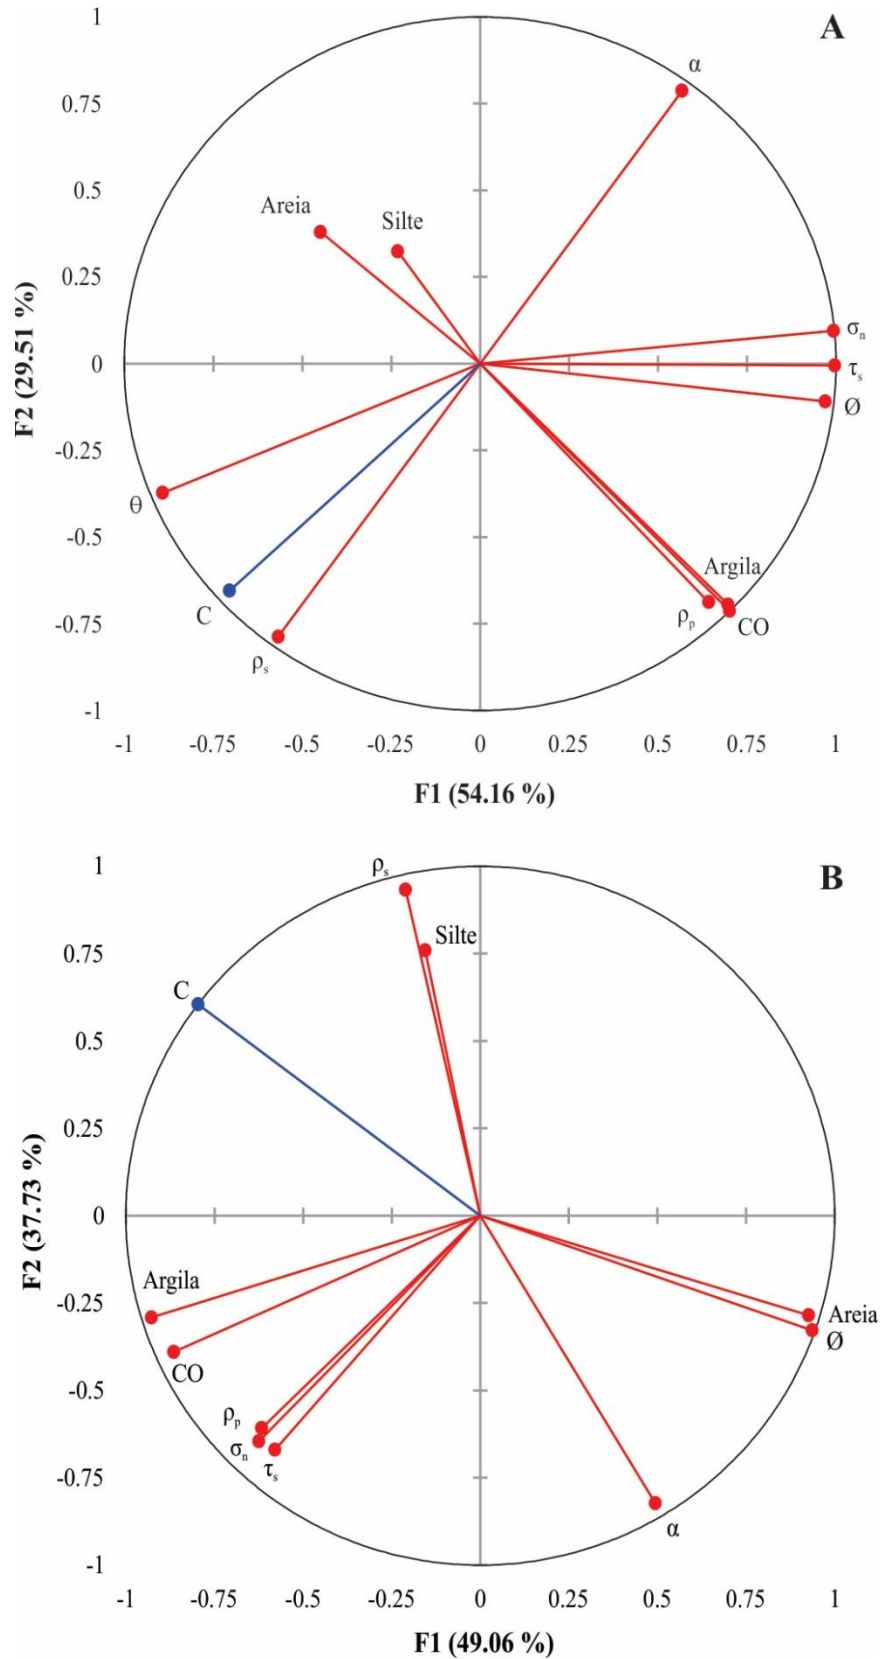 A
1
0.75
0.5
0.25
0
-0.25
-0.5
-0.75
-1
F2 (29.51 %)
α
Areia
Silte
σn
τs
Ø
θ
C
ρs
Argila
ρp
CO
-1 -0.75 -0.5 -0.25 0 0.25 0.5 0.75 1
F1 (54.16 %)
B
1
0.75
0.5
0.25
0
-0.25
-0.5
-0.75
-1
F2 (37.73 %)
ρs
Silte
C
Argila
CO
ρp
σn
τs
Areia
Ø
α
-1 -0.75 -0.5 -0.25 0 0.25 0.5 0.75 1
F1 (49.06 %)